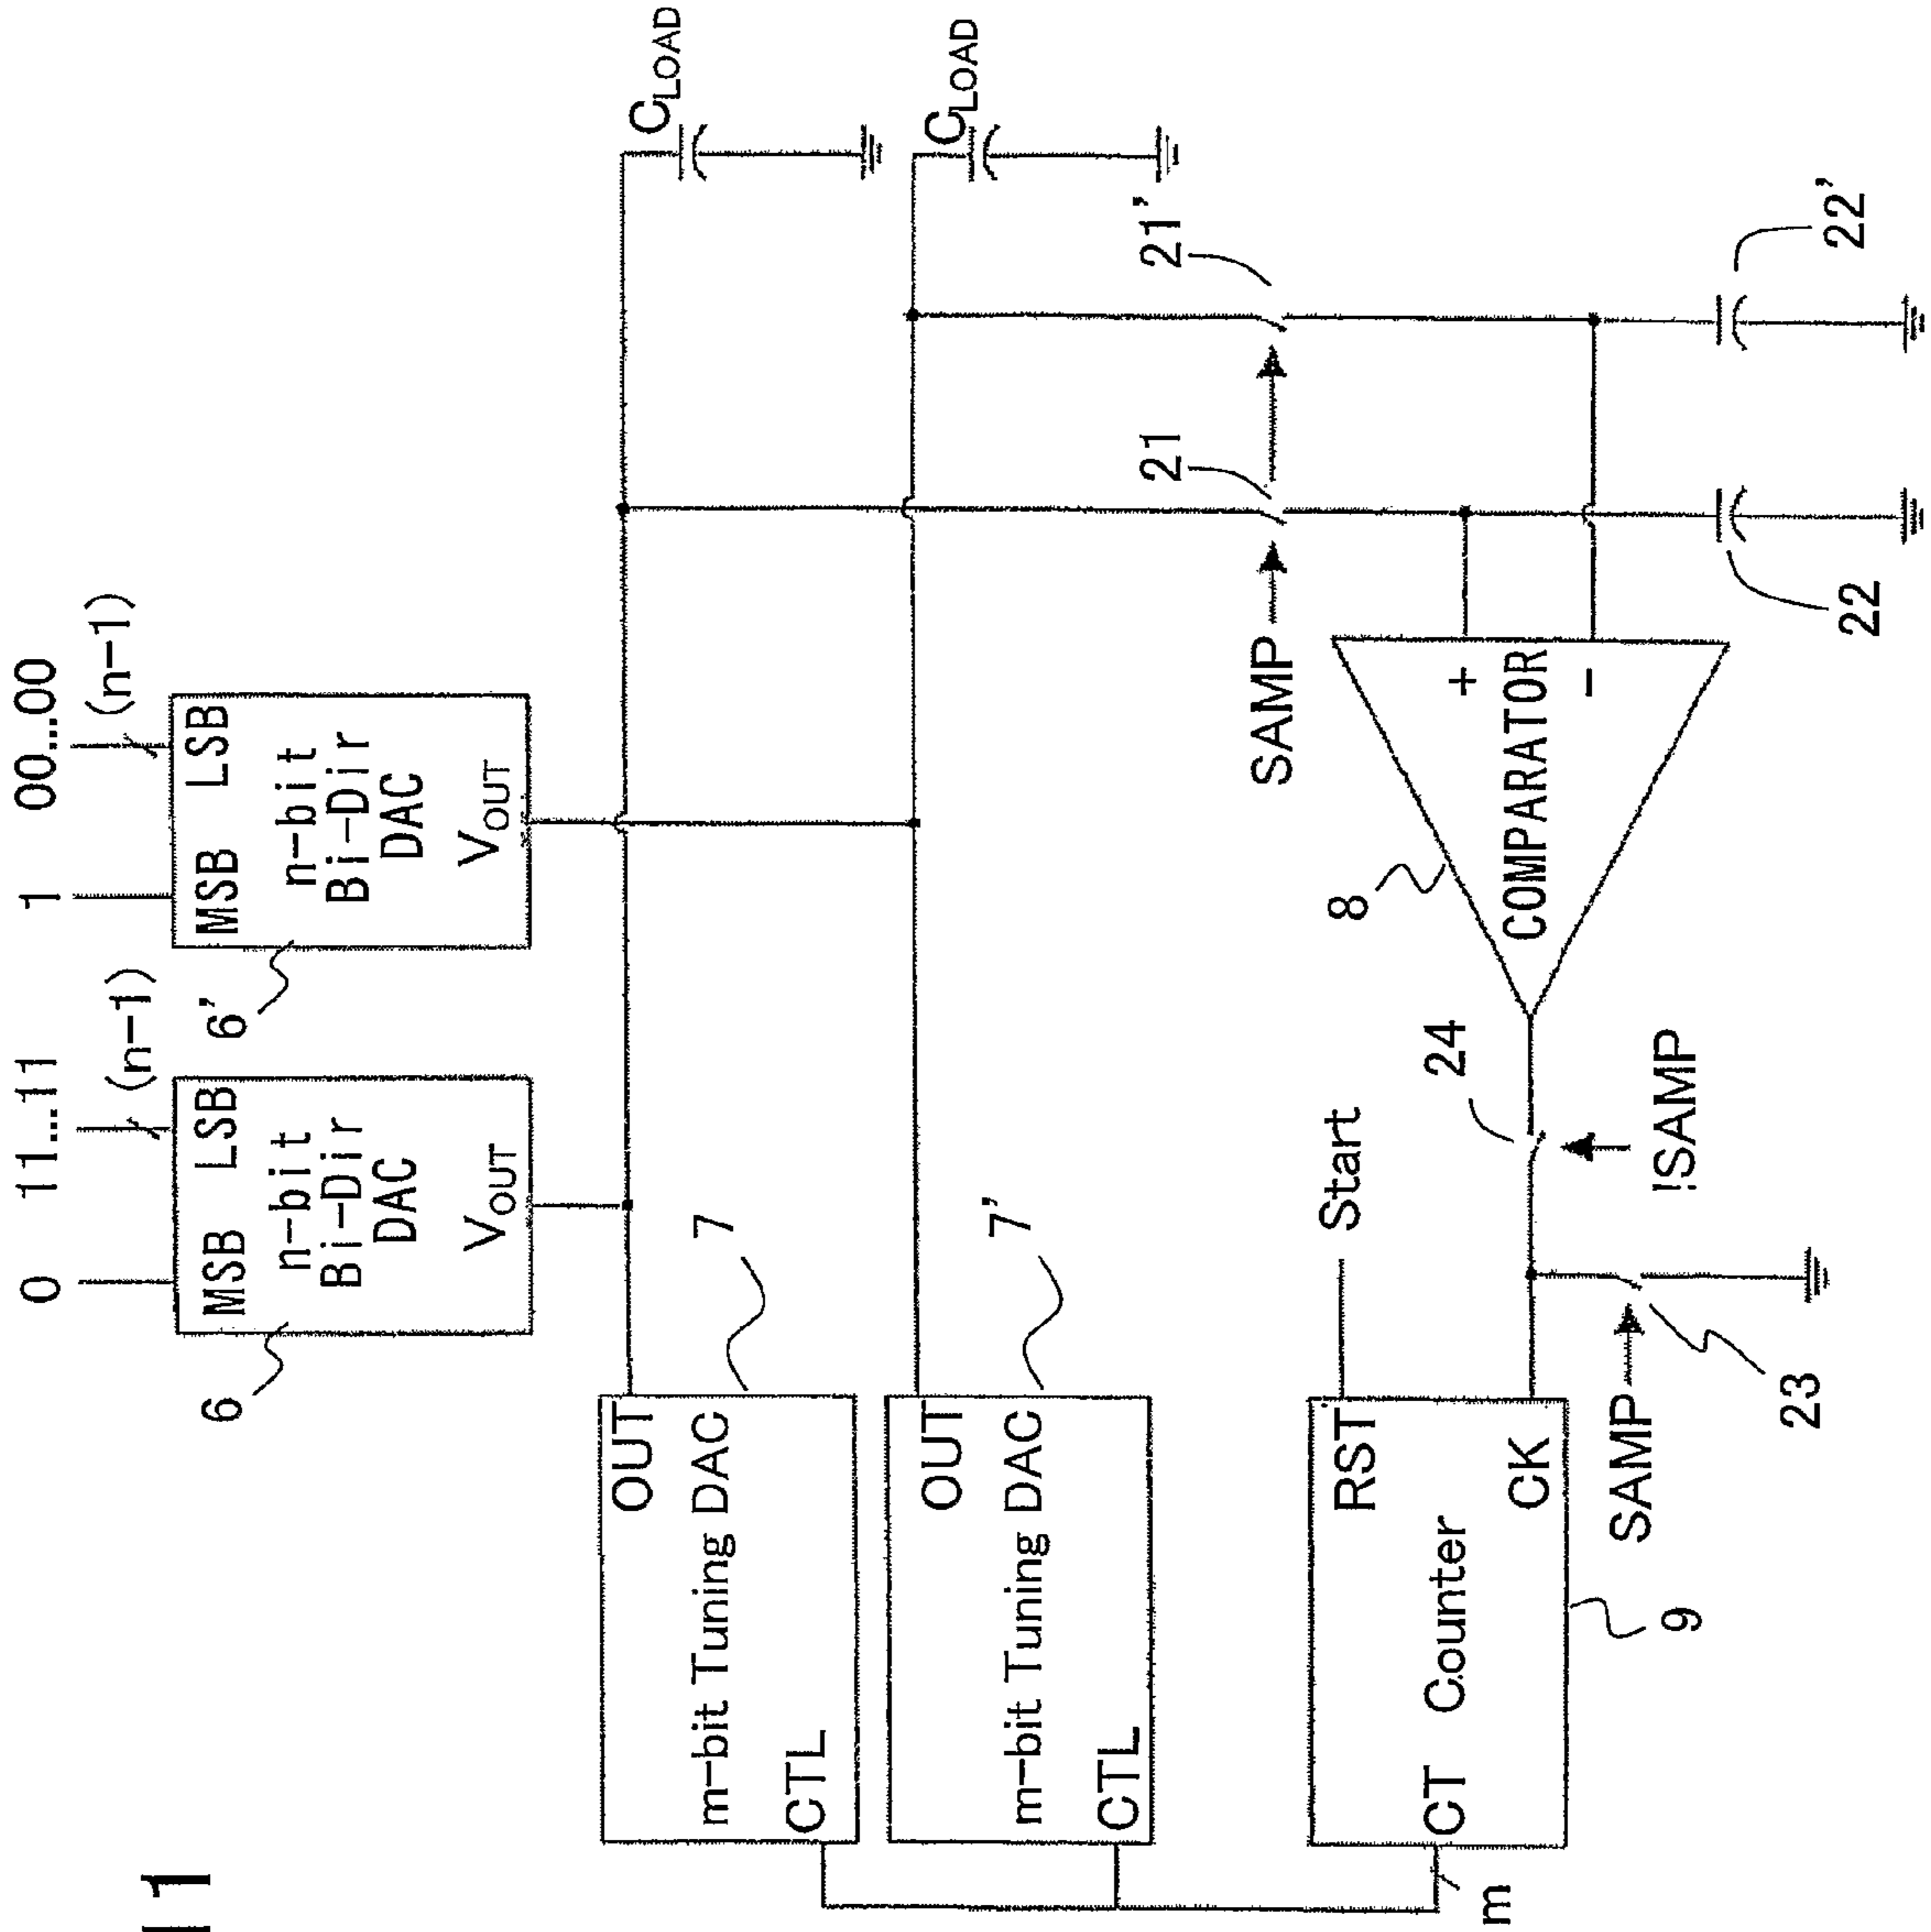 11
0
11...11
(n-1)
1
00...00
(n-1)
MSB LSB
n-bit
Bi-Dir
DAC
VOUT
6
MSB LSB
n-bit
Bi-Dir
DAC
VOUT
6'
OUT
m-bit Tuning DAC
CTL
7
OUT
m-bit Tuning DAC
CTL
7'
CLOAD
CLOAD
RST
CT Counter
CK
9
m
Start
SAMP
23
24
!SAMP
8
COMPARATOR
+
−
SAMP
21
21'
22
22'